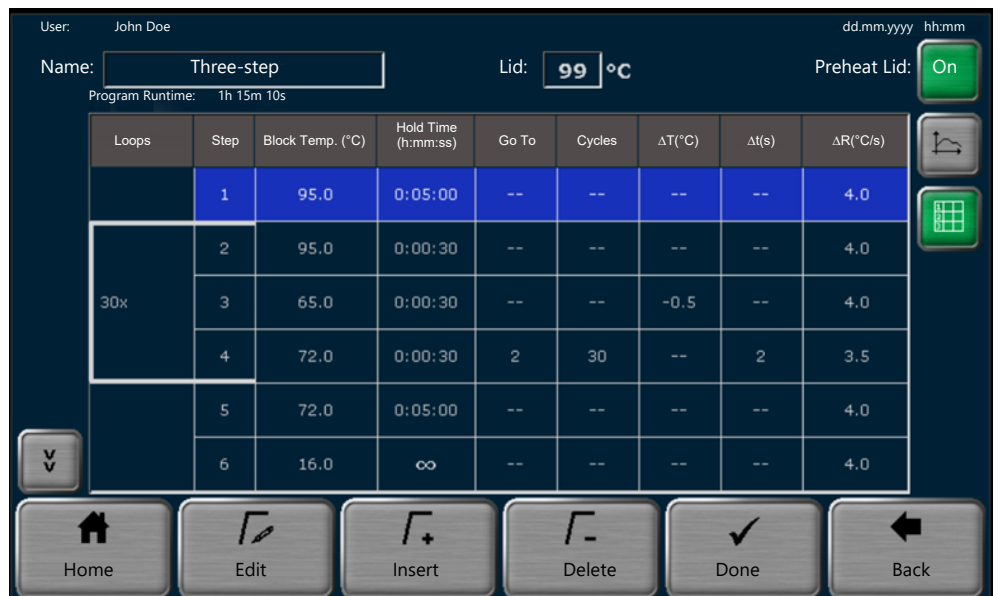 User: John Doe dd.mm.yyyy hh:mm
Name: Three-step Lid: 99 °C Preheat Lid: On
Program Runtime: 1h 15m 10s
Loops Step Block Temp. (°C) Hold Time (h:mm:ss) Go To Cycles ΔT(°C) Δt(s) ΔR(°C/s)
1 95.0 0:05:00 -- -- -- -- 4.0
2 95.0 0:00:30 -- -- -- -- 4.0
30x 3 65.0 0:00:30 -- -- -0.5 -- 4.0
4 72.0 0:00:30 2 30 -- 2 3.5
5 72.0 0:05:00 -- -- -- -- 4.0
6 16.0 ∞ -- -- -- -- 4.0
Home Edit Insert Delete Done Back